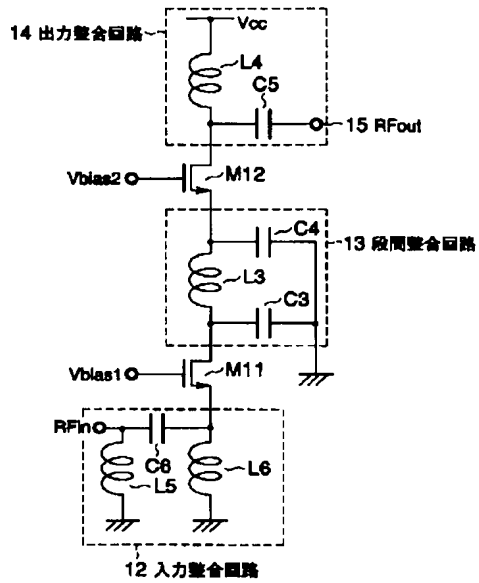 Vcc
14 出力整合回路
L4
C5
15 RFout
Vbias2
M12
C4
13 段間整合回路
L3
C3
Vbias1
M11
RFin
C6
L6
L5
12 入力整合回路